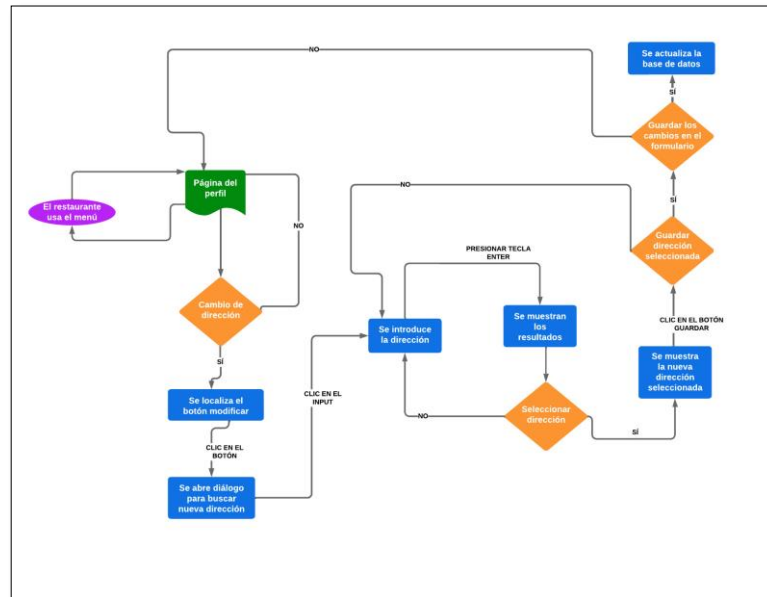 NO
Se actualiza la
base de datos
SÍ
Guardar los
cambios en el
formulario
Página del
perfil
El restaurante
usa el menú
NO
NO
SÍ
Guardar
dirección
seleccionada
PRESIONAR TECLA
ENTER
Cambio de
dirección
Se introduce
la dirección
Se muestran
los
resultados
CLIC EN EL BOTÓN
GUARDAR
Se muestra
la nueva
dirección
seleccionada
SÍ
Se localiza el
botón modificar
CLIC EN EL
INPUT
NO
Seleccionar
dirección
SÍ
CLIC EN EL
BOTÓN
Se abre diálogo
para buscar
nueva dirección